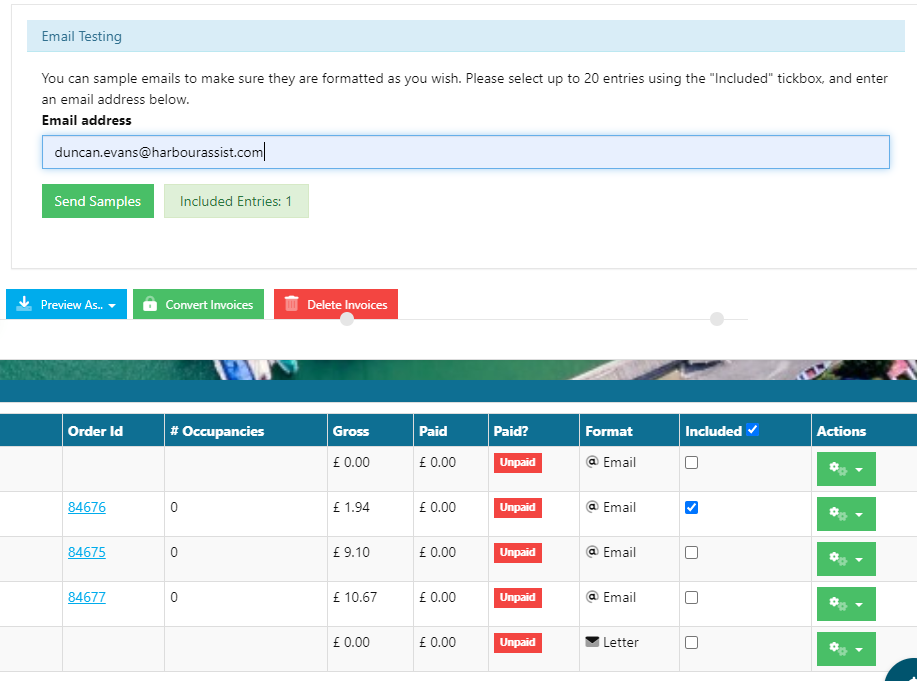 Email Testing
You can sample emails to make sure they are formatted as you wish. Please select up to 20 entries using the "Included" tickbox, and enter
an email address below.
Email address
duncan.evans@harbourassist.com
Send Samples Included Entries: 1
Preview As.. Convert Invoices Delete Invoices
Order Id # Occupancies Gross Paid Paid? Format Included Actions
£ 0.00 £ 0.00 Unpaid Email
84676 0 £ 1.94 £ 0.00 Unpaid Email
84675 0 £ 9.10 £ 0.00 Unpaid Email
84677 0 £ 10.67 £ 0.00 Unpaid Email
£ 0.00 £ 0.00 Unpaid Letter